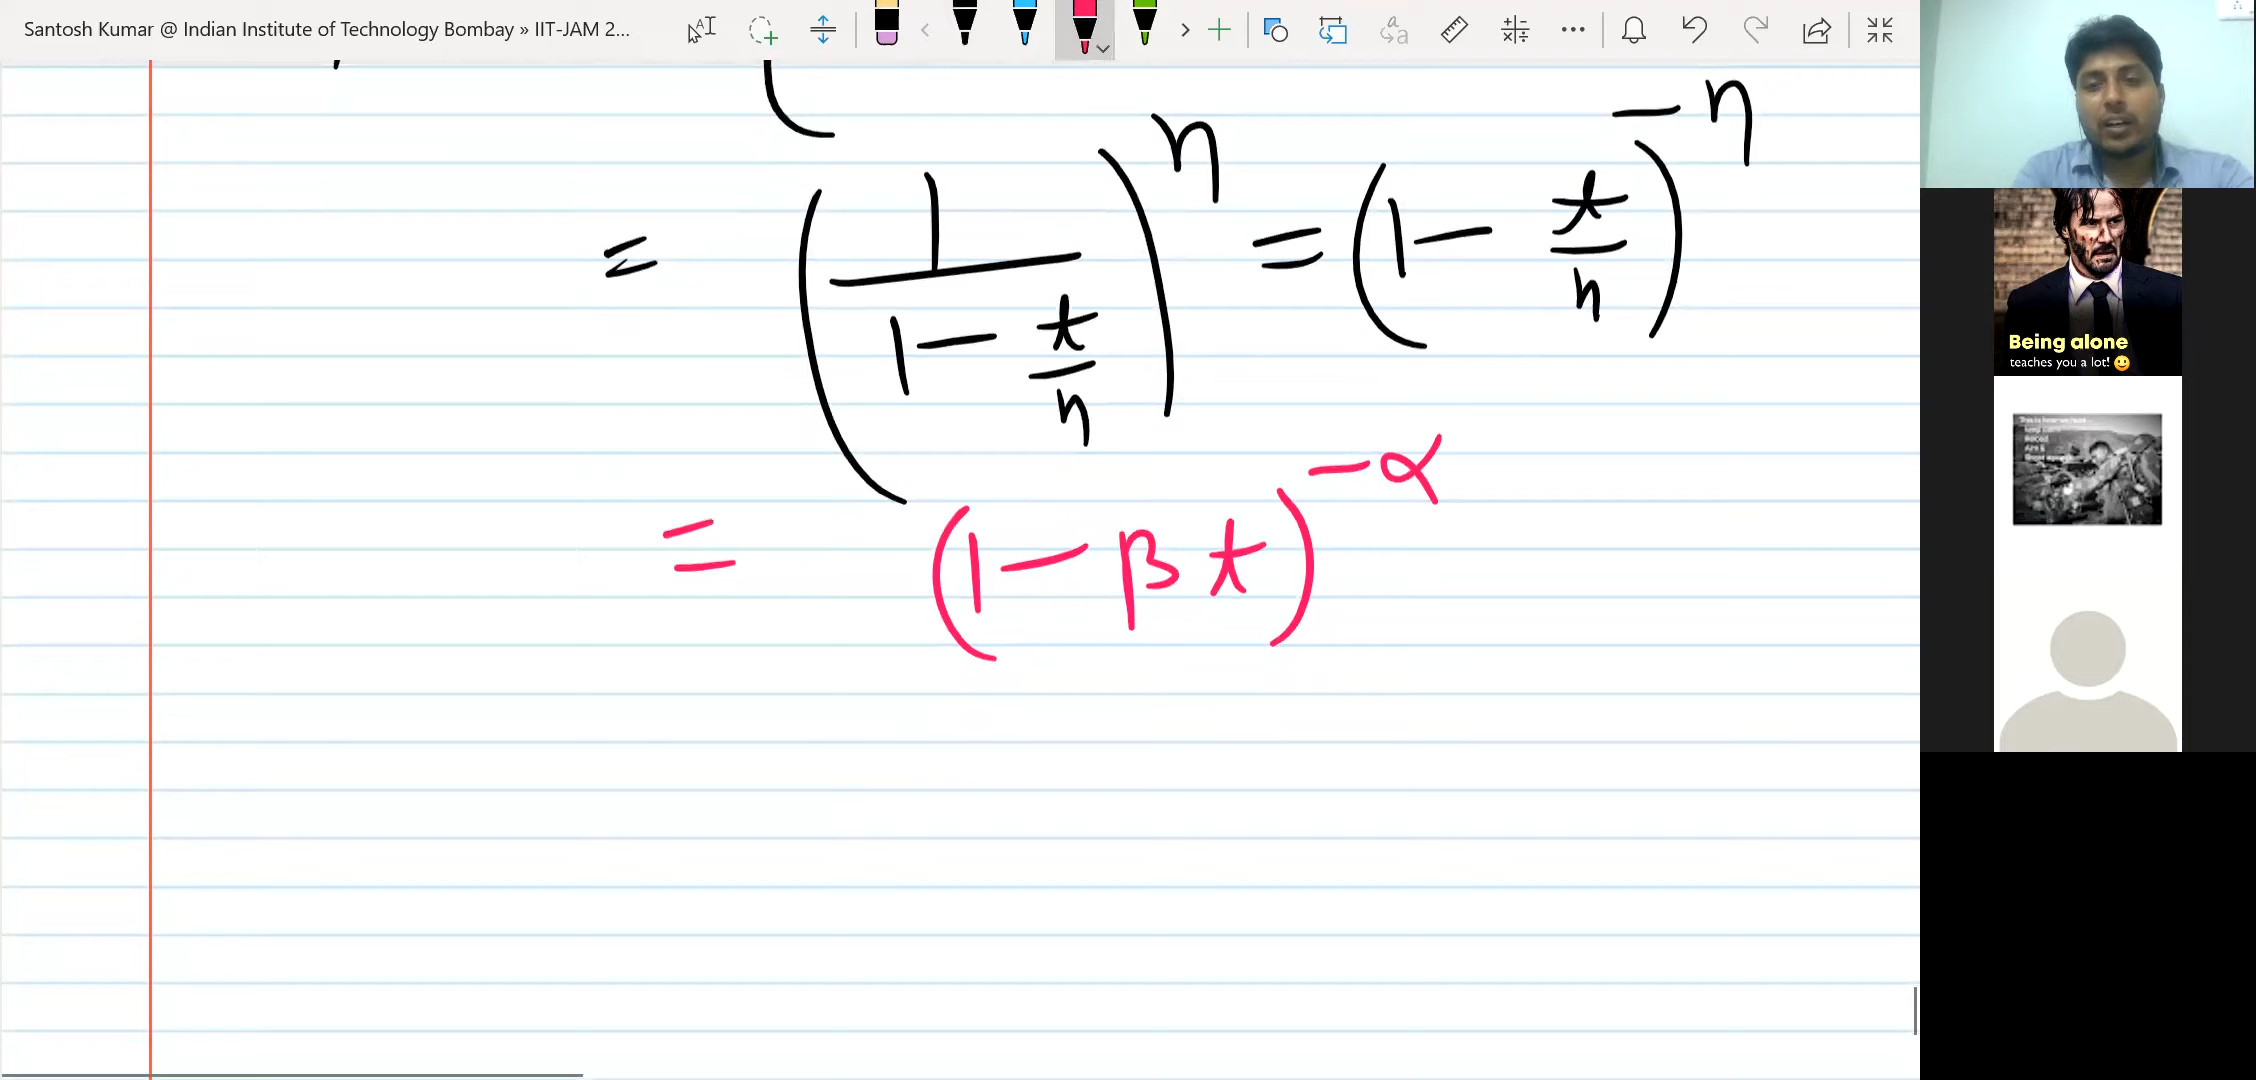 Santosh Kumar @ Indian Institute of Technology Bombay » IIT-JAM 2...
= (1 / (1 - t/n))^n = (1 - t/n)^-n
= (1 - β t)^-α
Being alone
teaches you a lot! 🙂